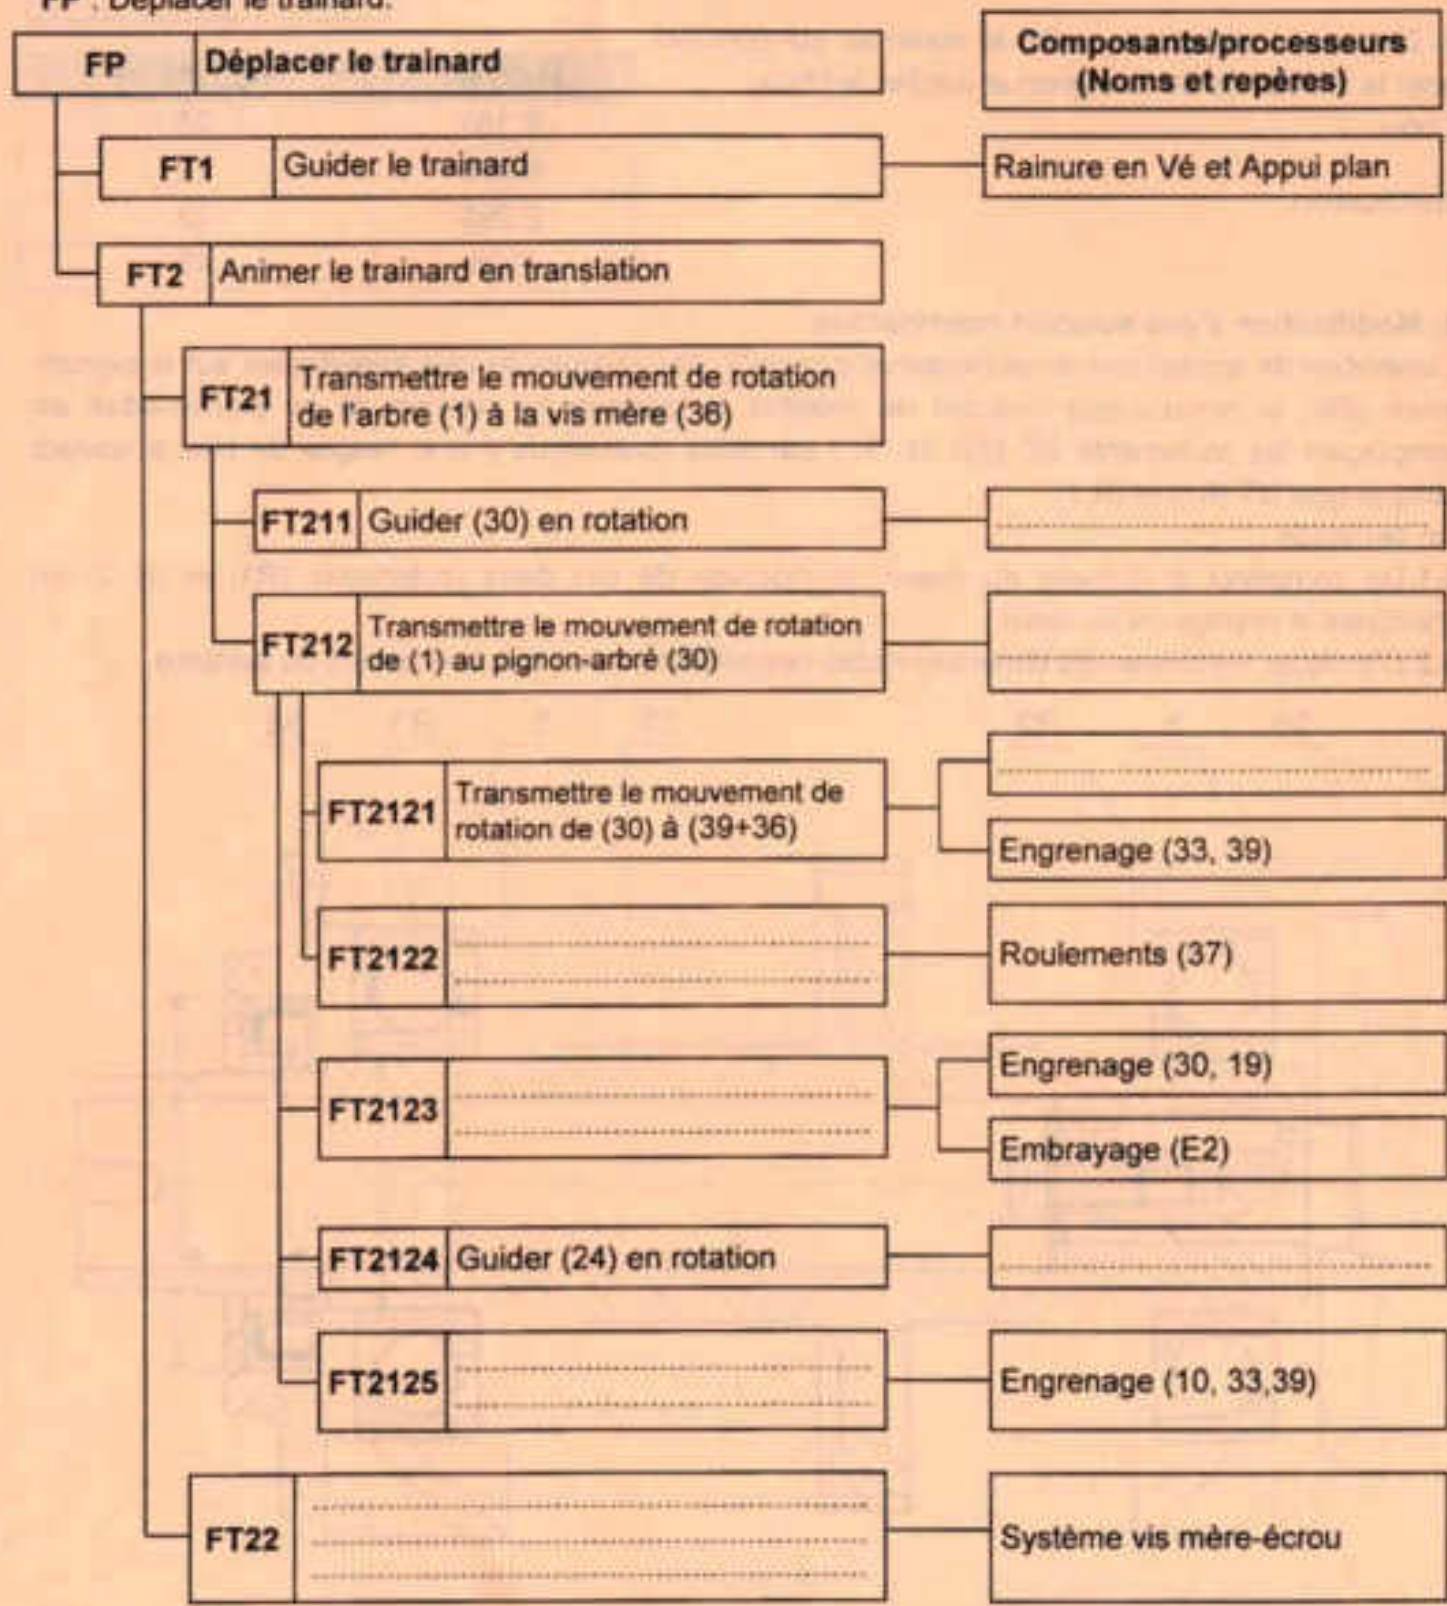 FP : Déplacer le trainard.
FP Déplacer le trainard
Composants/processeurs
(Noms et repères)
FT1 Guider le trainard
Rainure en Vé et Appui plan
FT2 Animer le trainard en translation
FT21 Transmettre le mouvement de rotation
de l'arbre (1) à la vis mère (36)
FT211 Guider (30) en rotation
FT212 Transmettre le mouvement de rotation
de (1) au pignon-arbré (30)
FT2121 Transmettre le mouvement de
rotation de (30) à (39+36)
Engrenage (33, 39)
FT2122
Roulements (37)
FT2123
Engrenage (30, 19)
Embrayage (E2)
FT2124 Guider (24) en rotation
FT2125
Engrenage (10, 33,39)
FT22
Système vis mère-écrou